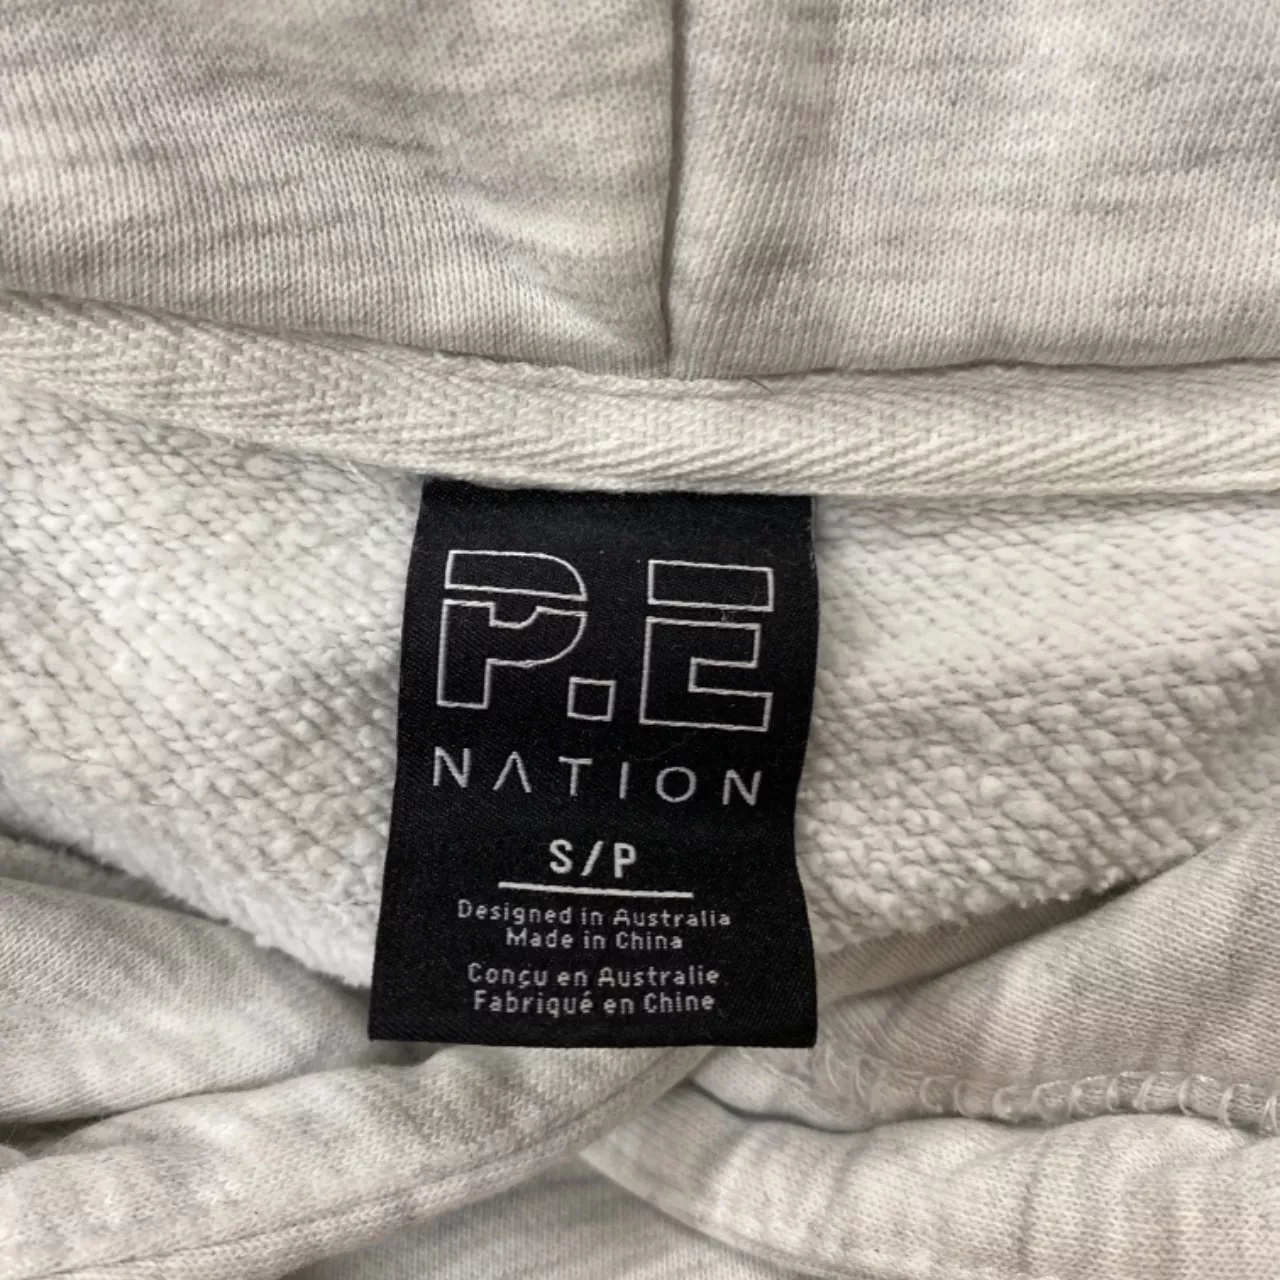 P.E
NATION
S/P
Designed in Australia
Made in China
Conçu en Australie
Fabriqué en Chine